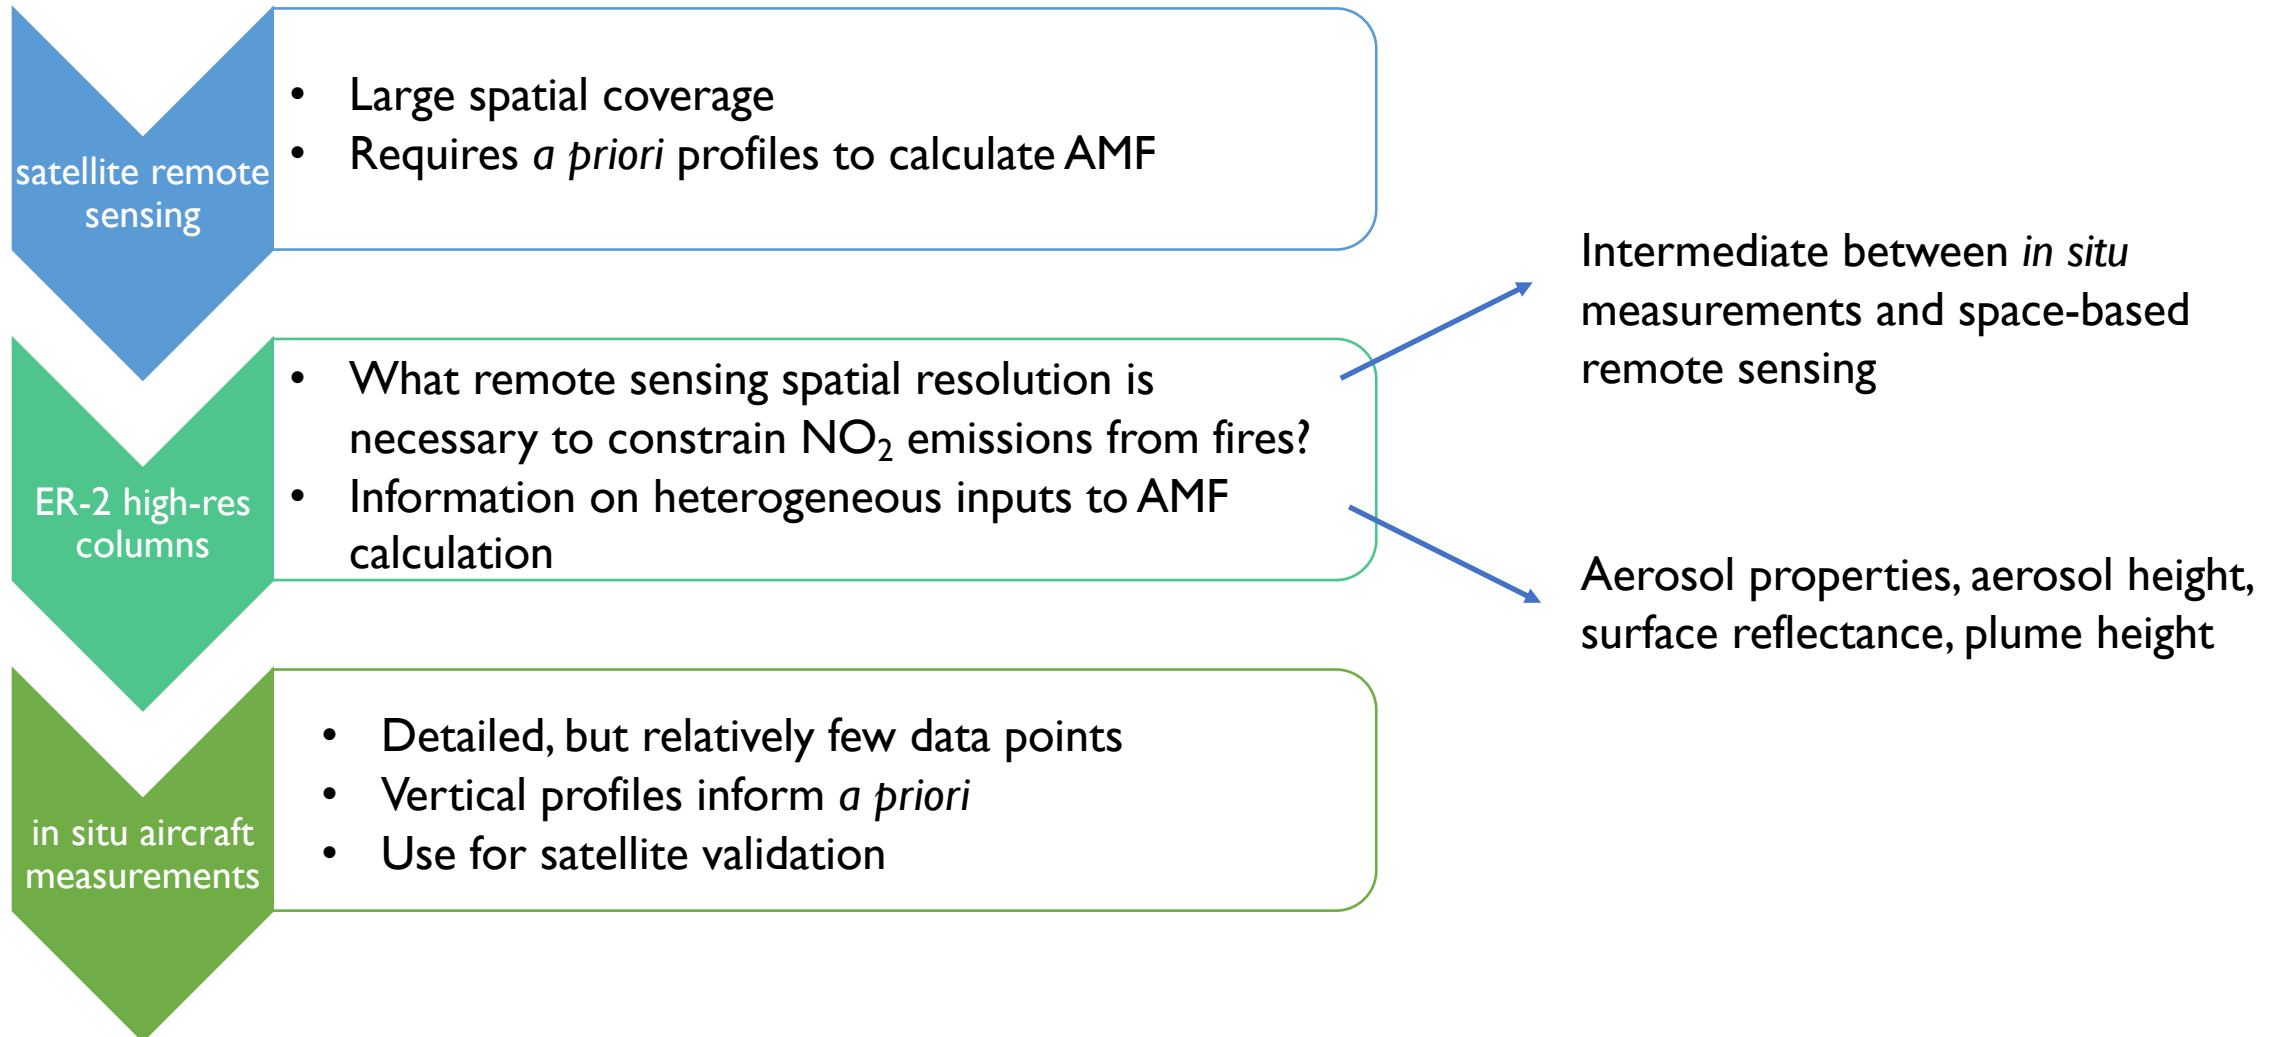 satellite remote
sensing
• Large spatial coverage
• Requires a priori profiles to calculate AMF
ER-2 high-res
columns
• What remote sensing spatial resolution is
necessary to constrain NO₂ emissions from fires?
• Information on heterogeneous inputs to AMF
calculation
Intermediate between in situ
measurements and space-based
remote sensing
Aerosol properties, aerosol height,
surface reflectance, plume height
in situ aircraft
measurements
• Detailed, but relatively few data points
• Vertical profiles inform a priori
• Use for satellite validation